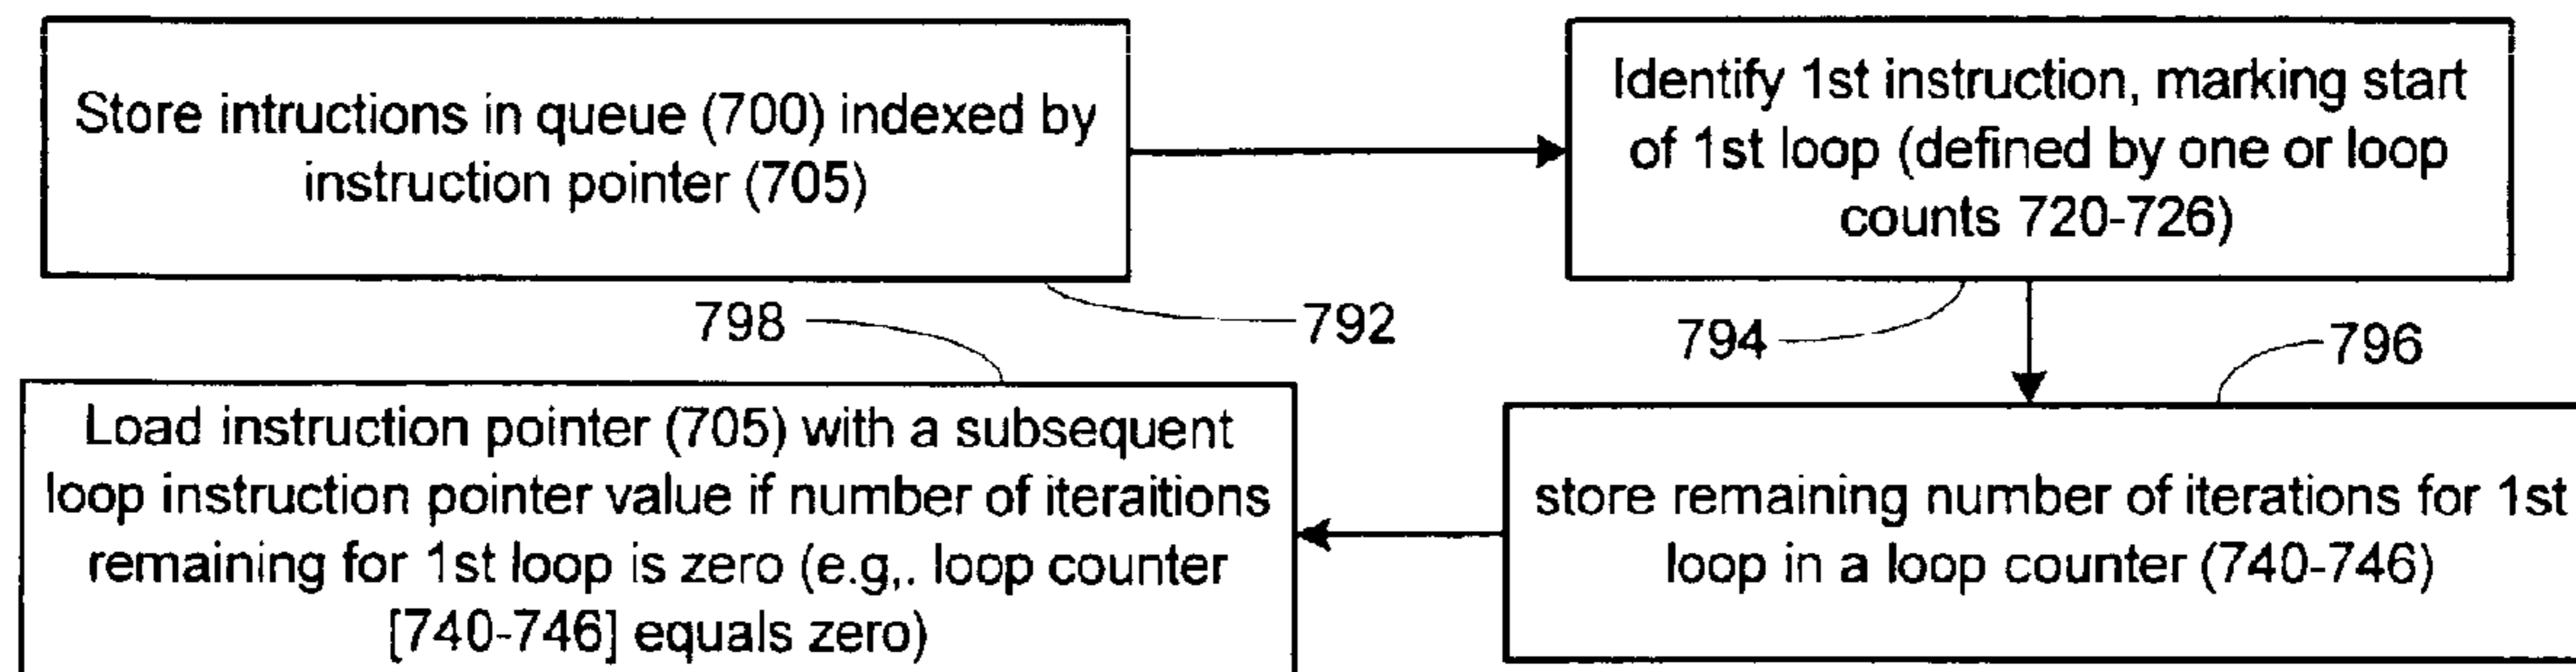 Store intructions in queue (700) indexed by
instruction pointer (705)
Identify 1st instruction, marking start
of 1st loop (defined by one or loop
counts 720-726)
798
792
794
796
Load instruction pointer (705) with a subsequent
loop instruction pointer value if number of iteraitions
remaining for 1st loop is zero (e.g,. loop counter
[740-746] equals zero)
store remaining number of iterations for 1st
loop in a loop counter (740-746)